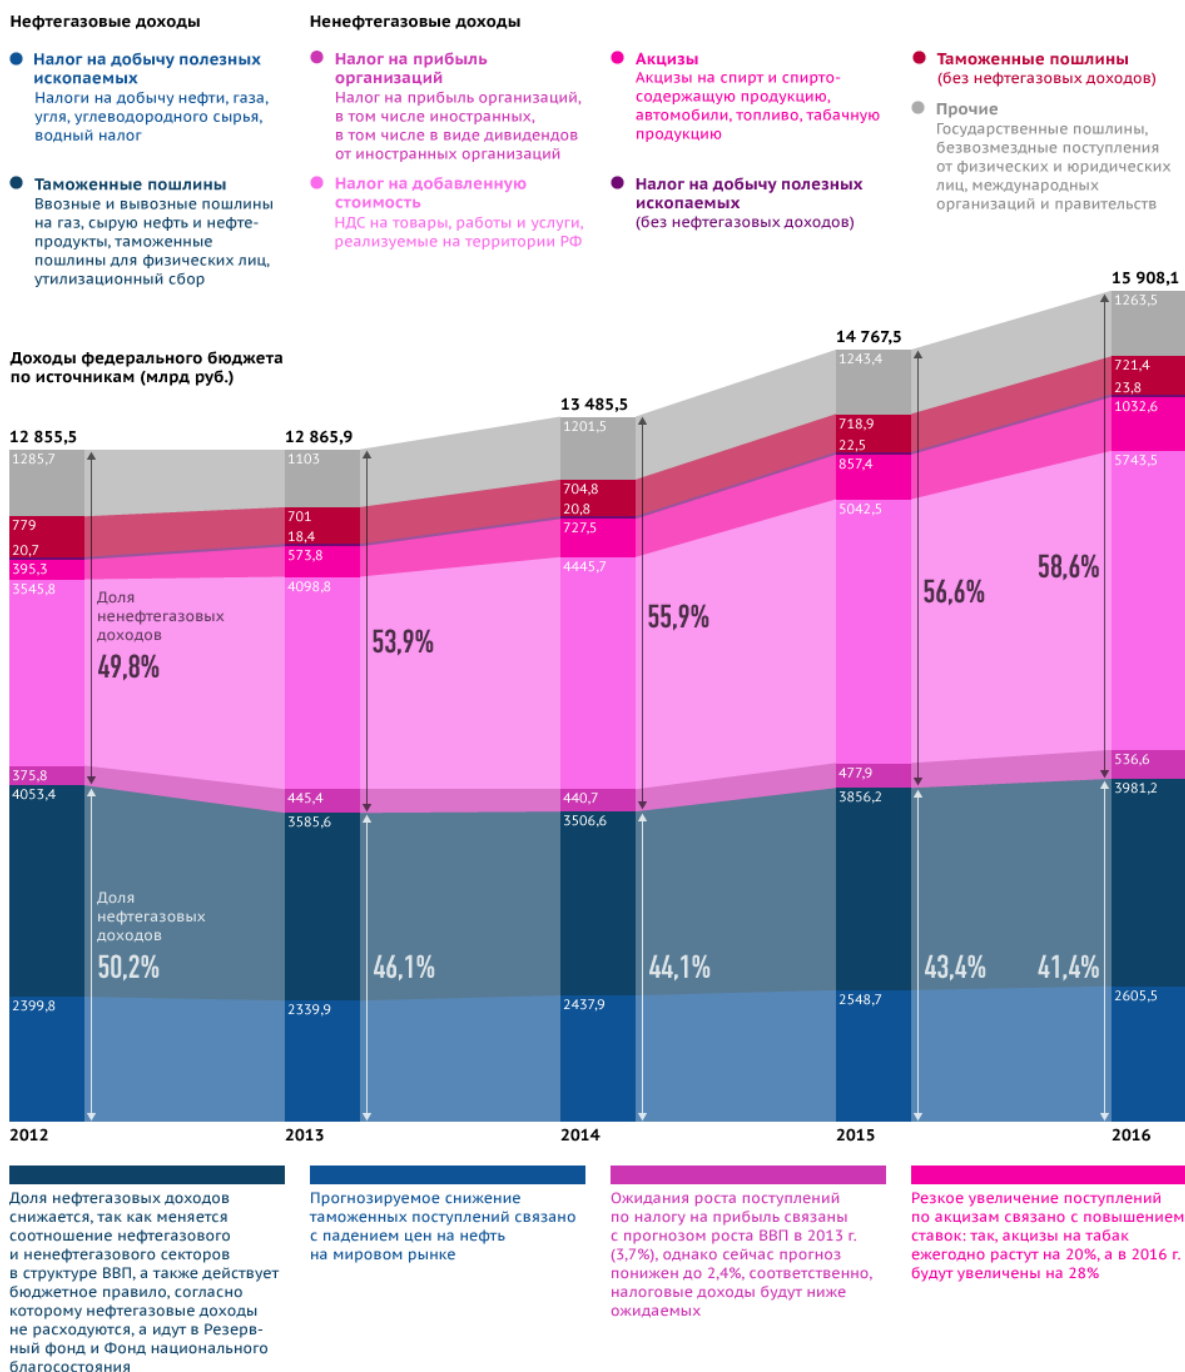 Нефтегазовые доходы
Налог на добычу полезных
ископаемых
Налоги на добычу нефти, газа,
угля, углеводородного сырья,
водный налог
Таможенные пошлины
Ввозные и вывозные пошлины
на газ, сырую нефть и нефте-
продукты, таможенные
пошлины для физических лиц,
утилизационный сбор
Ненефтегазовые доходы
Налог на прибыль
организаций
Налог на прибыль организаций,
в том числе иностранных,
в том числе в виде дивидендов
от иностранных организаций
Налог на добавленную
стоимость
НДС на товары, работы и услуги,
реализуемые на территории РФ
Акцизы
Акцизы на спирт и спирто-
содержащую продукцию,
автомобили, топливо, табачную
продукцию
Налог на добычу полезных
ископаемых
(без нефтегазовых доходов)
Таможенные пошлины
(без нефтегазовых доходов)
Прочие
Государственные пошлины,
безвозмездные поступления
от физических и юридических
лиц, международных
организаций и правительств
Доходы федерального бюджета
по источникам (млрд руб.)
12 855,5
1285,7
779
20,7
395,3
3545,8
375,8
4053,4
2399,8
Доля
ненефтегазовых
доходов
49,8%
Доля
нефтегазовых
доходов
50,2%
12 865,9
1103
701
18,4
573,8
4098,8
445,4
3585,6
2339,9
53,9%
46,1%
13 485,5
1201,5
704,8
20,8
727,5
4445,7
440,7
3506,6
2437,9
55,9%
44,1%
14 767,5
1243,4
718,9
22,5
857,4
5042,5
477,9
3856,2
2548,7
56,6%
43,4%
58,6%
41,4%
15 908,1
1263,5
721,4
23,8
1032,6
5743,5
536,6
3981,2
2605,5
2012
2013
2014
2015
2016
Доля нефтегазовых доходов
снижается, так как меняется
соотношение нефтегазового
и ненефтегазового секторов
в структуре ВВП, а также действует
бюджетное правило, согласно
которому нефтегазовые доходы
не расходуются, а идут в Резерв-
ный фонд и Фонд национального
благосостояния
Прогнозируемое снижение
таможенных поступлений связано
с падением цен на нефть
на мировом рынке
Ожидания роста поступлений
по налогу на прибыль связаны
с прогнозом роста ВВП в 2013 г.
(3,7%), однако сейчас прогноз
понижен до 2,4%, соответственно,
налоговые доходы будут ниже
ожидаемых
Резкое увеличение поступлений
по акцизам связано с повышением
ставок: так, акцизы на табак
ежегодно растут на 20%, а в 2016 г.
будут увеличены на 28%